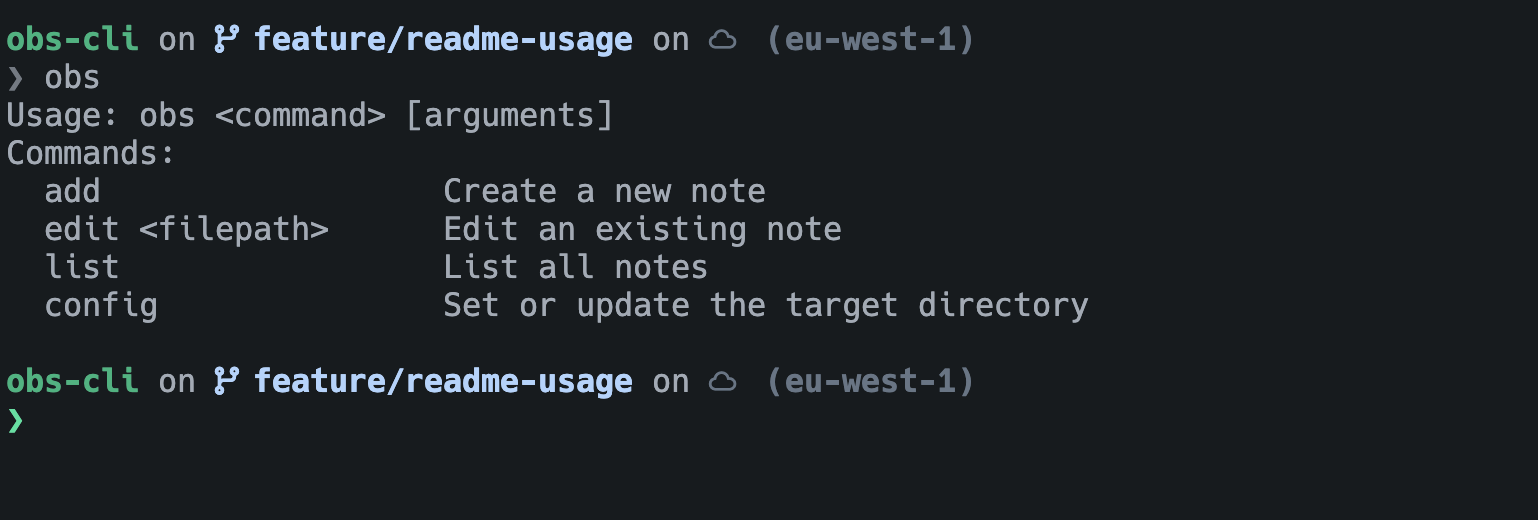 obs-cli on feature/readme-usage on (eu-west-1)
❯ obs
Usage: obs <command> [arguments]
Commands:
  add                  Create a new note
  edit <filepath>      Edit an existing note
  list                 List all notes
  config               Set or update the target directory
obs-cli on feature/readme-usage on (eu-west-1)
❯